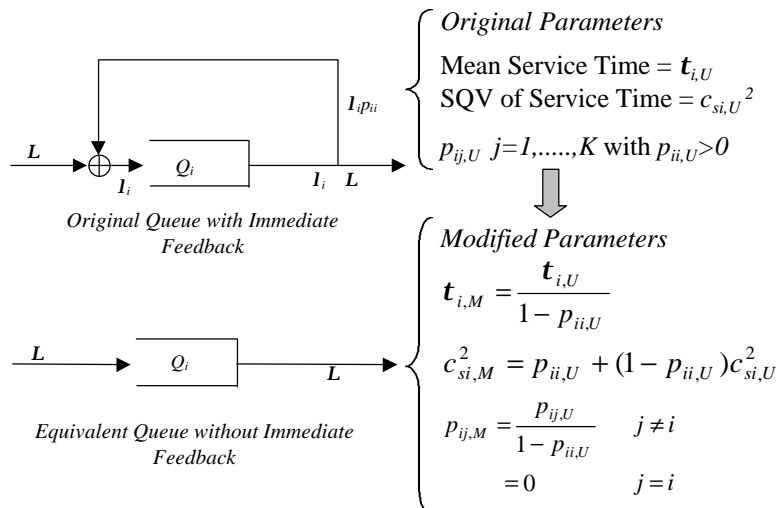 Original Parameters
Mean Service Time = t_{i,U}
SQV of Service Time = c_{si,U}^2
p_{ij,U} j=1,.....,K with p_{ii,U}>0
l_i p_{ii}
L
l_i
Q_i
l_i L
Original Queue with Immediate
Feedback
Modified Parameters
t_{i,M} = t_{i,U} / (1 - p_{ii,U})
c_{si,M}^2 = p_{ii,U} + (1 - p_{ii,U})c_{si,U}^2
p_{ij,M} = p_{ij,U} / (1 - p_{ii,U}) j ≠ i
= 0 j = i
L
Q_i
L
Equivalent Queue without Immediate
Feedback